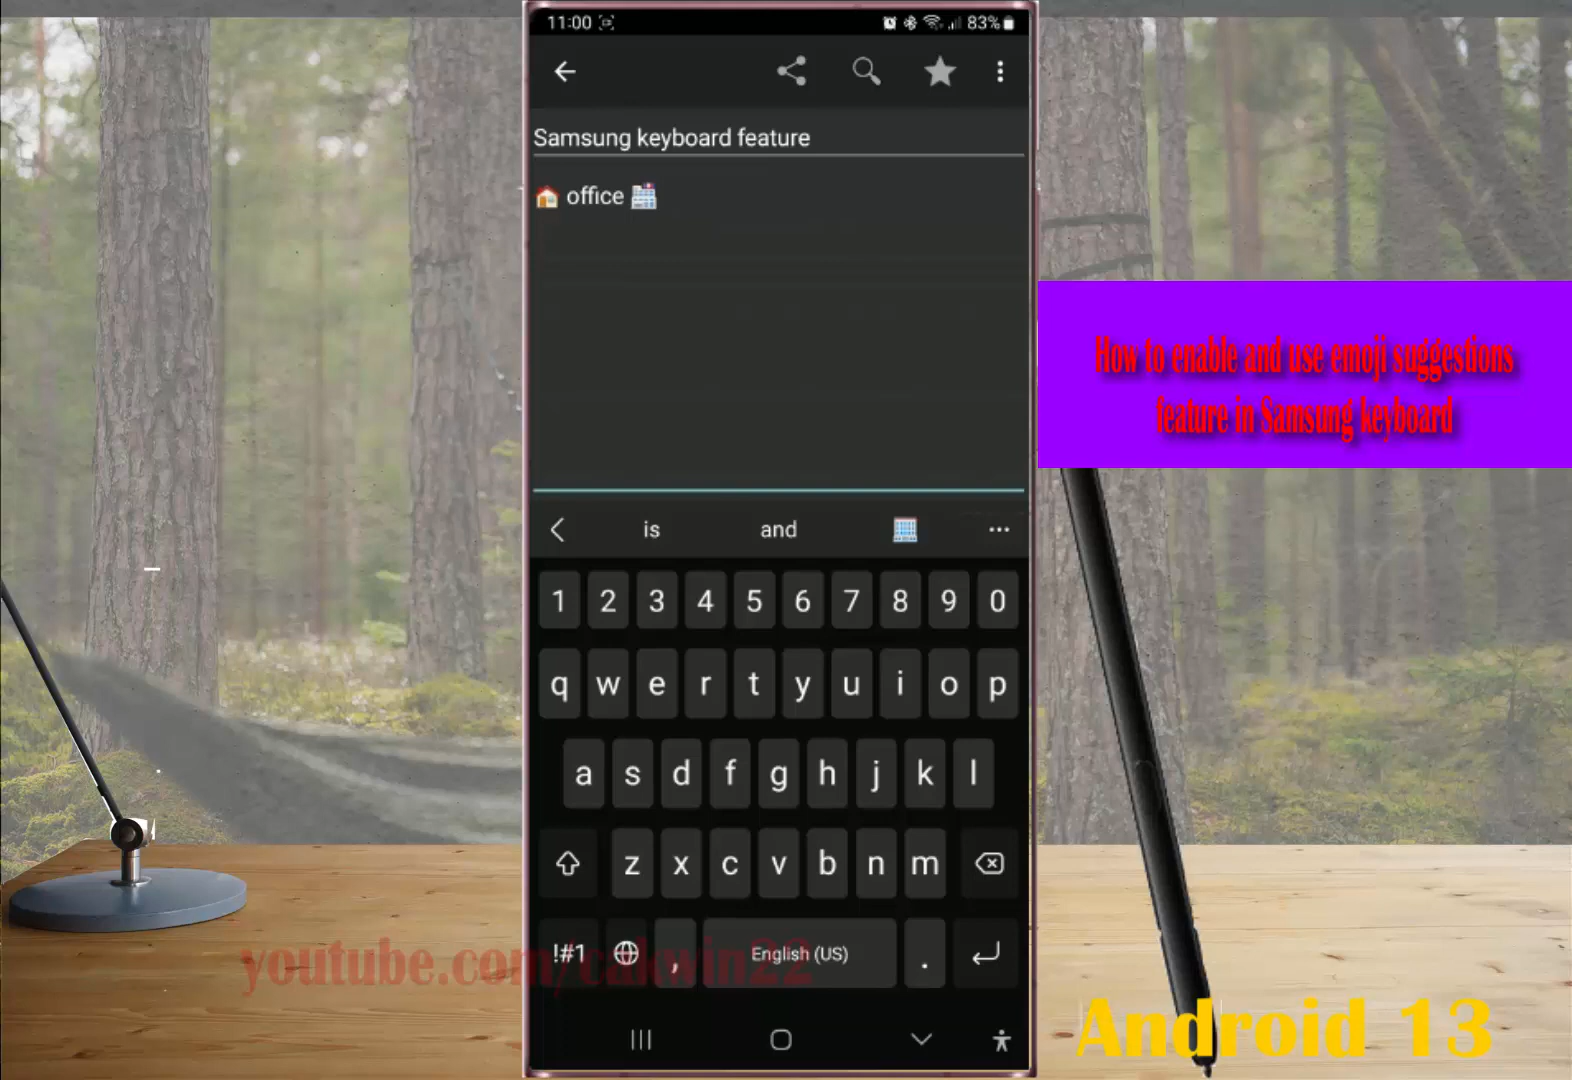 11:00
83%
Samsung keyboard feature
🏠 office 🏥
How to enable and use emoji suggestions
feature in Samsung keyboard
is and 🏢 ...
1 2 3 4 5 6 7 8 9 0
q w e r t y u i o p
a s d f g h j k l
z x c v b n m
!#1 , English (US) .
youtube.com/cakwin22
Android 13